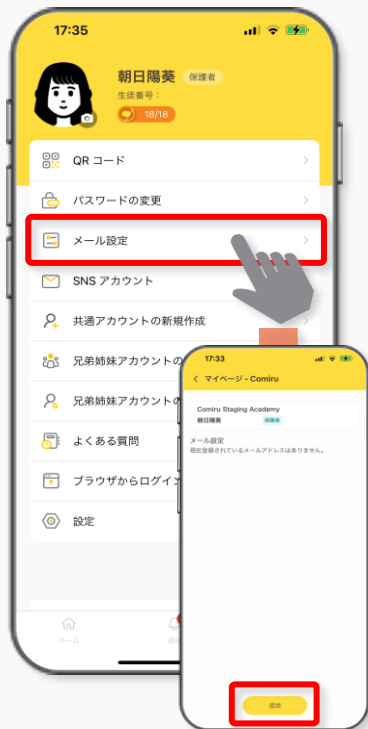 17:35
朝日陽葵 保護者
生徒番号：
18/18
QR コード
パスワードの変更
メール設定
SNS アカウント
共通アカウントの新規作成
兄弟姉妹アカウントの
兄弟姉妹アカウントの
よくある質問
ブラウザからログイン
設定
ホーム
17:33
マイページ - Comiru
Comiru Staging Academy
朝日陽葵 保護者
メール設定
現在登録されているメールアドレスはありません。
追加